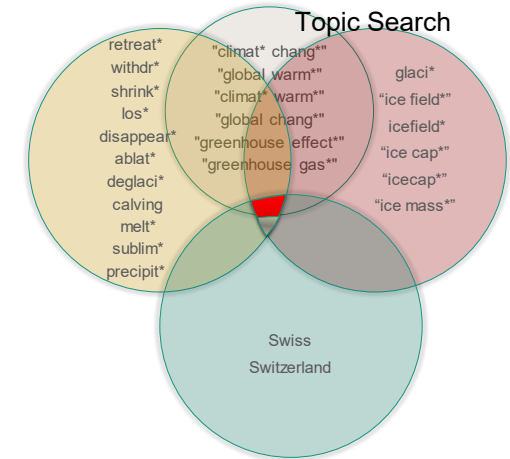 Topic Search
retreat*
withdr*
shrink*
los*
disappear*
ablat*
deglaci*
calving
melt*
sublim*
precipit*
"climat* chang*"
"global warm*"
"climat* warm*"
"global chang*"
"greenhouse effect*"
"greenhouse gas*"
glaci*
“ice field*”
icefield*
“ice cap*”
“icecap*”
“ice mass*”
Swiss
Switzerland